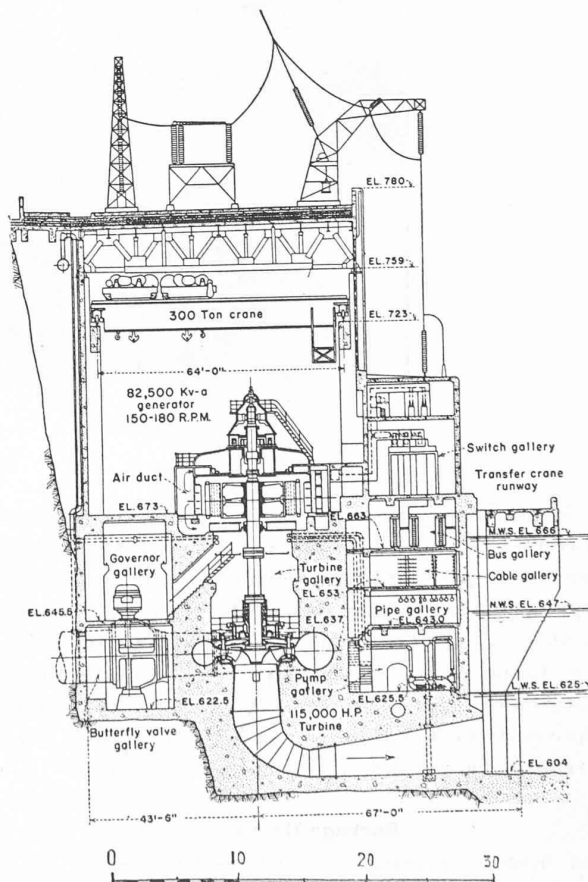 EL.780
EL.759
300 Ton crane
EL.723
64'-0"
82,500 Kv-a
generator
150-180 R.P.M.
Switch gallery
Air duct
Transfer crane
runway
EL.673
EL.663
N.W.S. EL.666
Governor
gallery
Turbine
gallery
Bus gallery
Cable gallery
EL.653
EL.645.5
Pipe gallery
N.W.S. EL.647
EL.637
EL.643.0
Pump
gallery
L.W.S. EL.625
EL.622.5
EL.625.5
115,000 H.P.
Turbine
Butterfly valve
gallery
EL.604
43'-6"
67'-0"
0 10 20 30